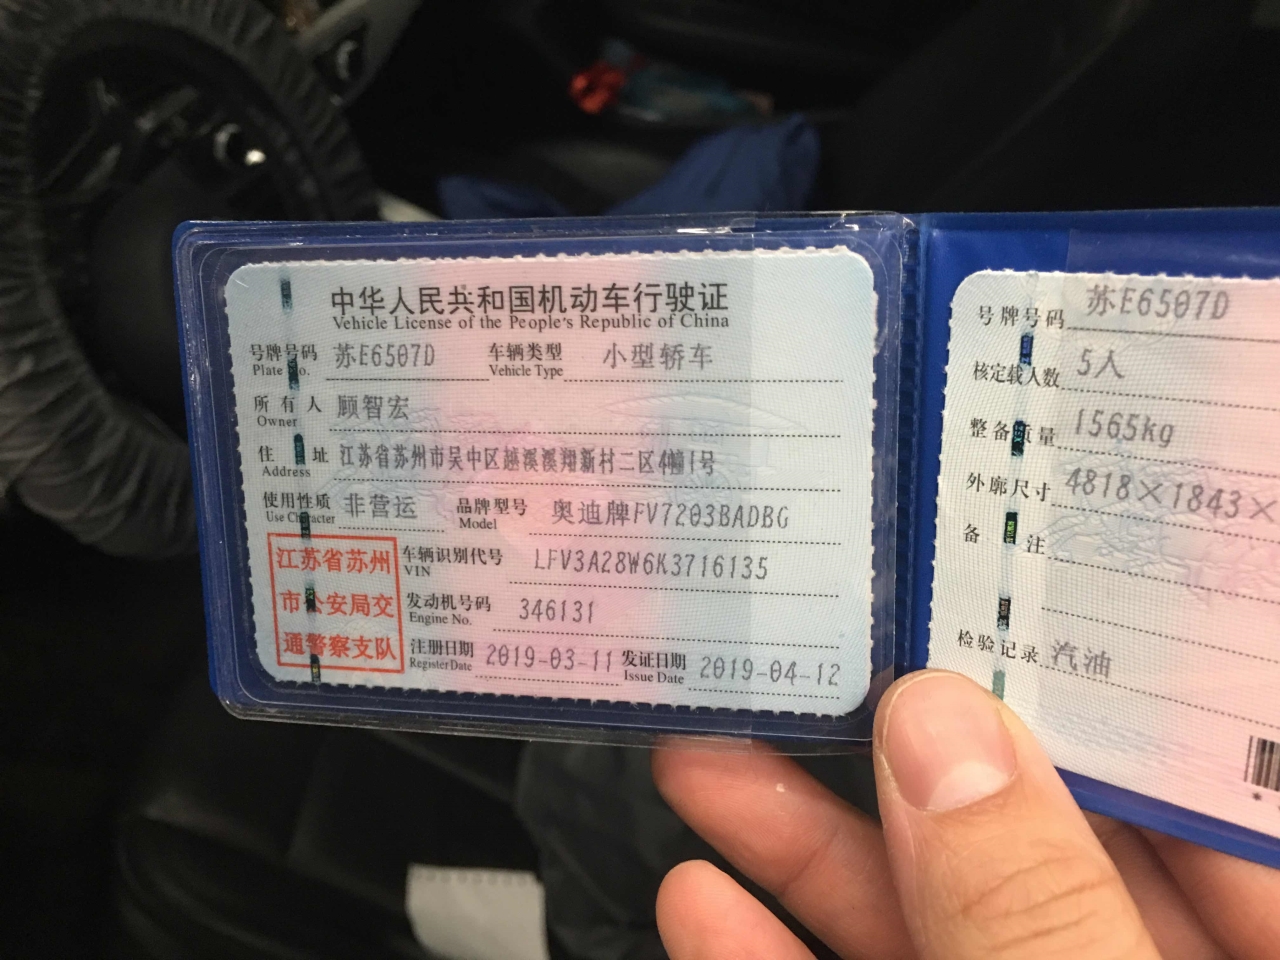 中华人民共和国机动车行驶证
Vehicle License of the People's Republic of China
号牌号码 苏E6507D 车辆类型 小型轿车
Plate No. Vehicle Type
所有人 顾智宏
Owner
住址 江苏省苏州市吴中区越溪溪翔新村二区4幢1号
Address
使用性质 非营运 品牌型号 奥迪牌FV7203BADBG
Use Character Model
江苏省苏州
市公安局交
通警察支队
车辆识别代号 LFV3A28W6K3716135
VIN
发动机号码 346131
Engine No.
注册日期 2019-03-11 发证日期 2019-04-12
Register Date Issue Date
号牌号码 苏E6507D
核定载人数 5人
整备质量 1565kg
外廓尺寸 4818×1843×
备注
检验记录 汽油
*